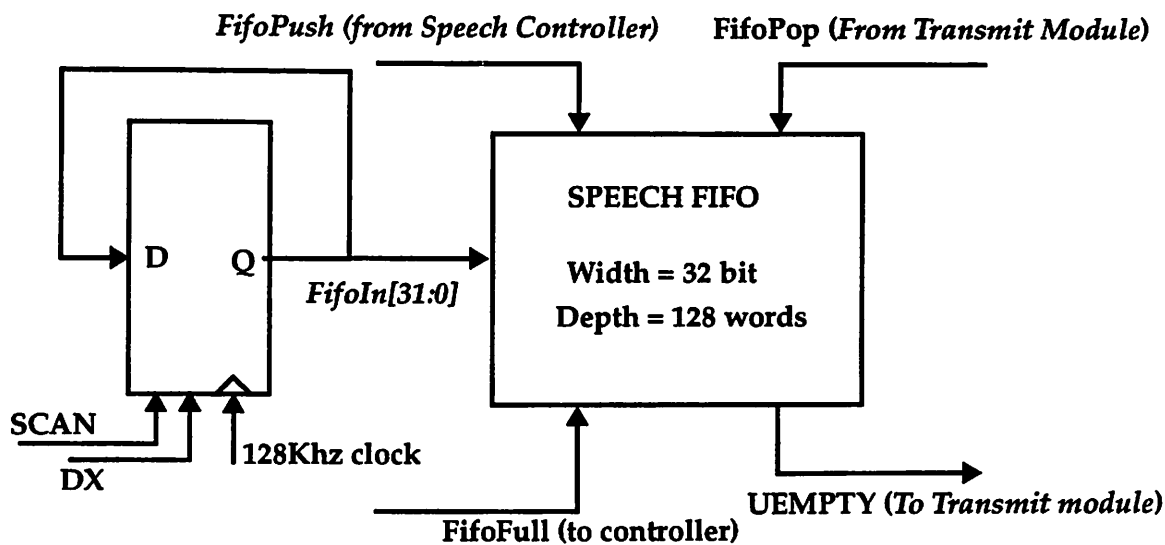 FifoPush (from Speech Controller)
FifoPop (From Transmit Module)
SPEECH FIFO
D
Q
Width = 32 bit
FifoIn[31:0]
Depth = 128 words
SCAN
128Khz clock
DX
UEMPTY (To Transmit module)
FifoFull (to controller)